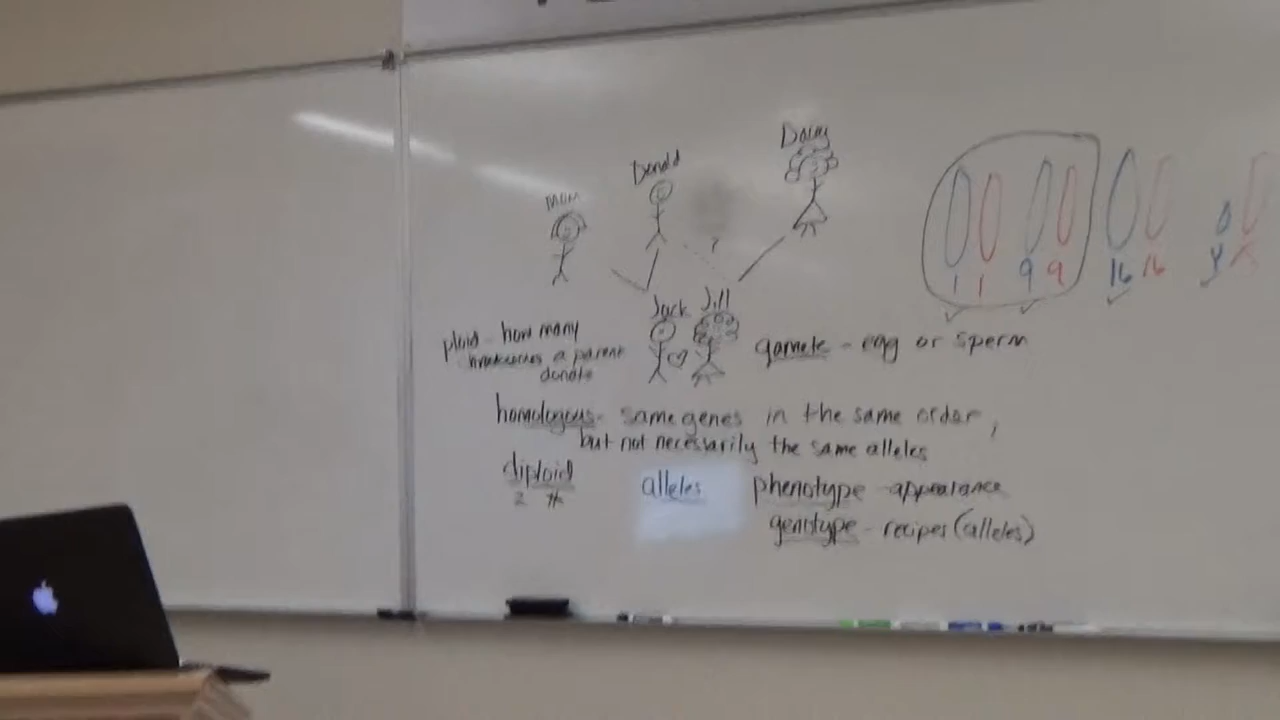 Daisy
Donald
Mom
?
1 1 9 9 16 16 Y X
Jack Jill
ploid - how many
a parent
donate
gamete - egg or sperm
homologous - same genes in the same order,
but not necessarily the same alleles
diploid alleles phenotype - appearance
2
genotype - recipes (alleles)